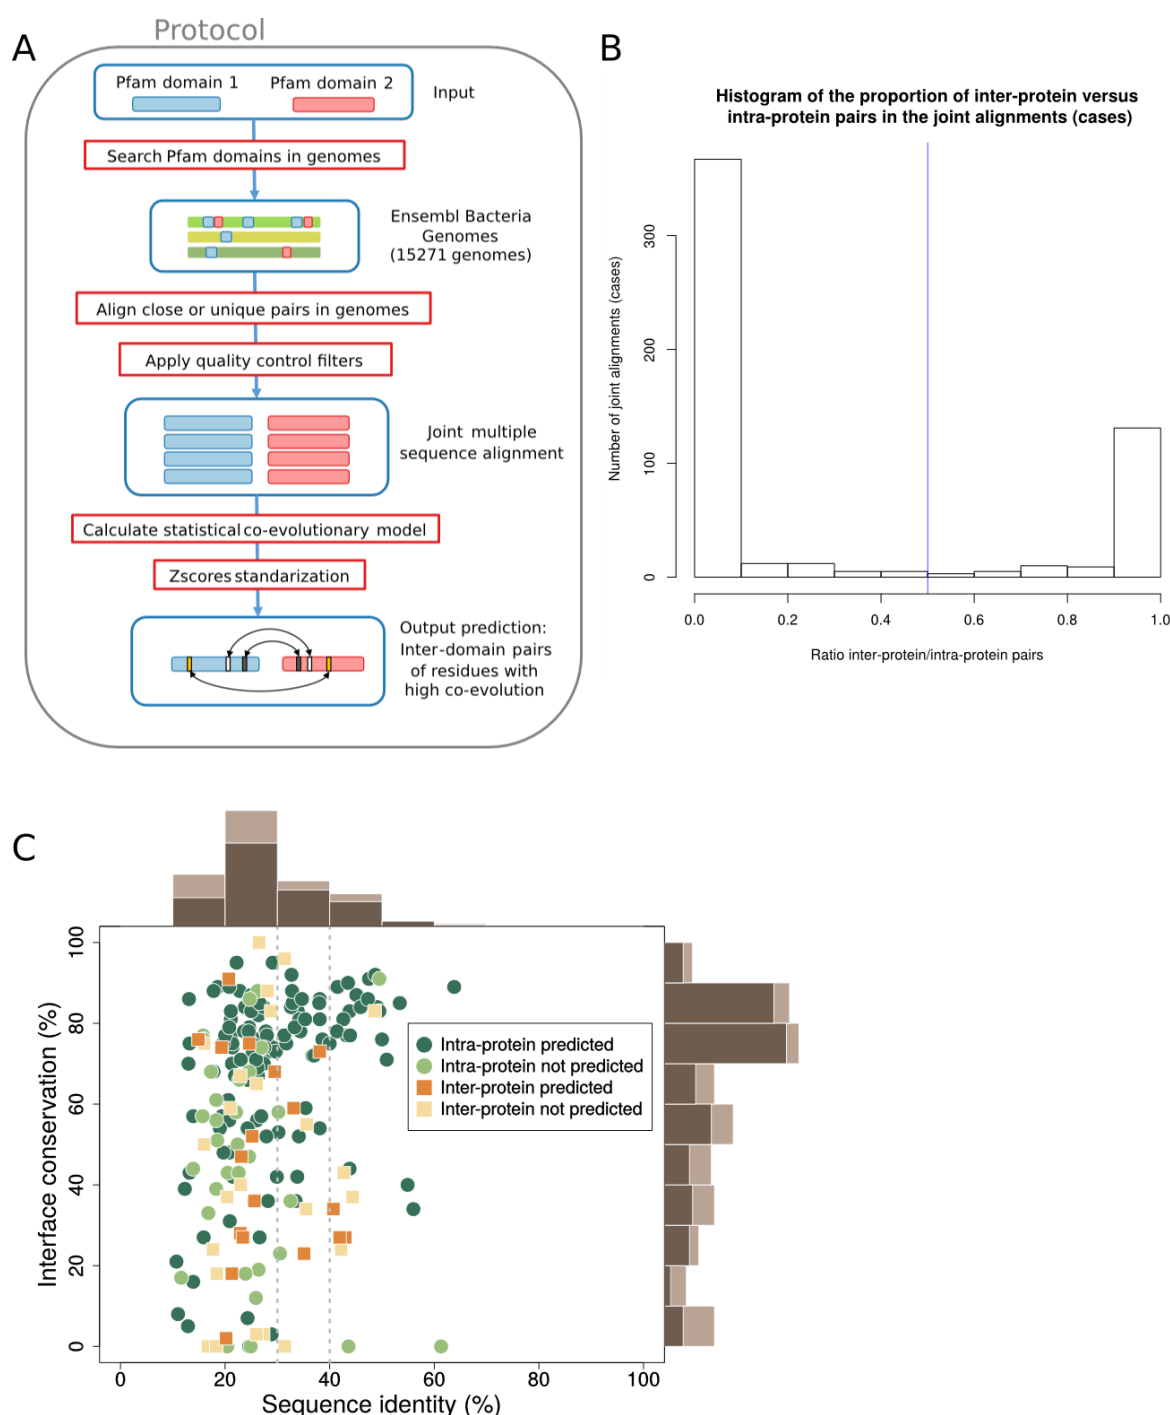 A
Protocol
Pfam domain 1
Pfam domain 2
Input
Search Pfam domains in genomes
Ensembl Bacteria
Genomes
(15271 genomes)
Align close or unique pairs in genomes
Apply quality control filters
Joint multiple
sequence alignment
Calculate statistical co-evolutionary model
Zscores standarization
Output prediction:
Inter-domain pairs
of residues with
high co-evolution
B
Histogram of the proportion of inter-protein versus
intra-protein pairs in the joint alignments (cases)
Number of joint alignments (cases)
300
200
100
0
0.0
0.2
0.4
0.6
0.8
1.0
Ratio inter-protein/intra-protein pairs
C
Interface conservation (%)
100
80
60
40
20
0
Intra-protein predicted
Intra-protein not predicted
Inter-protein predicted
Inter-protein not predicted
0
20
40
60
80
100
Sequence identity (%)